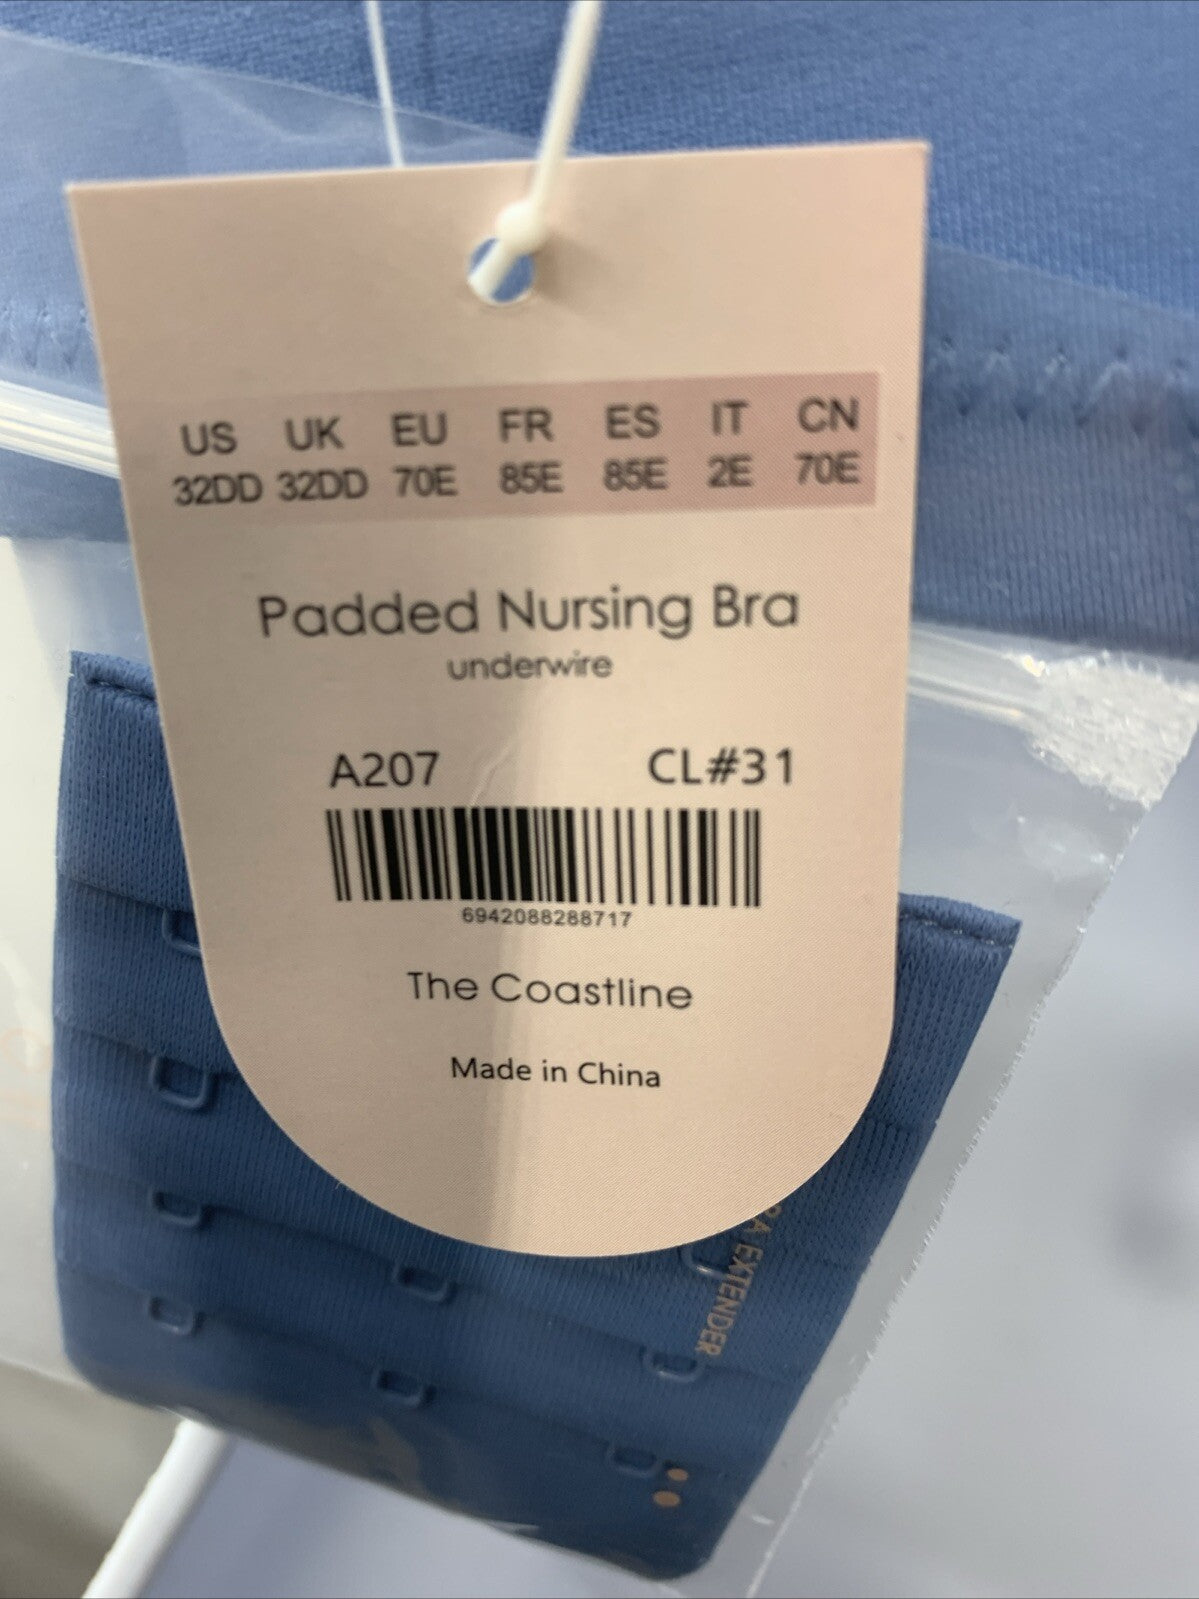 US UK EU FR ES IT CN
32DD 32DD 70E 85E 85E 2E 70E
Padded Nursing Bra
underwire
A207 CL#31
6942088288717
The Coastline
Made in China
EXTENDER